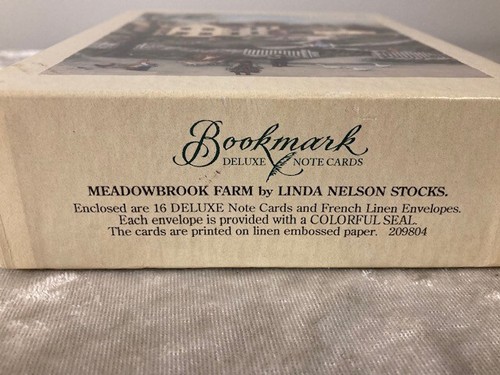 Bookmark
DELUXE NOTE CARDS
MEADOWBROOK FARM by LINDA NELSON STOCKS.
Enclosed are 16 DELUXE Note Cards and French Linen Envelopes.
Each envelope is provided with a COLORFUL SEAL.
The cards are printed on linen embossed paper. 209804